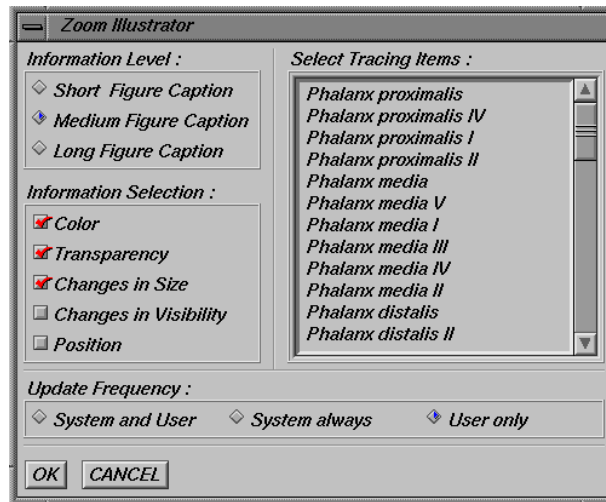 Zoom Illustrator
Information Level :
Short Figure Caption
Medium Figure Caption
Long Figure Caption
Information Selection :
Color
Transparency
Changes in Size
Changes in Visibility
Position
Select Tracing Items :
Phalanx proximalis
Phalanx proximalis IV
Phalanx proximalis I
Phalanx proximalis II
Phalanx media
Phalanx media V
Phalanx media I
Phalanx media III
Phalanx media IV
Phalanx media II
Phalanx distalis
Phalanx distalis II
Update Frequency :
System and User System always User only
OK CANCEL